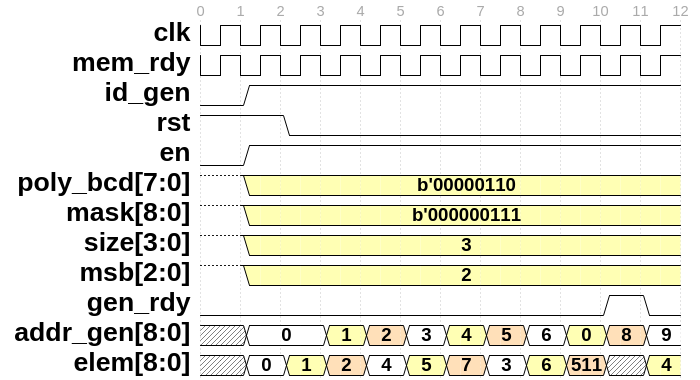 0 1 2 3 4 5 6 7 8 9 10 11 12
clk
mem_rdy
id_gen
rst
en
poly_bcd[7:0] b'00000110
mask[8:0] b'000000111
size[3:0] 3
msb[2:0] 2
gen_rdy
addr_gen[8:0] 0 1 2 3 4 5 6 0 8 9
elem[8:0] 0 1 2 4 5 7 3 6 511 4